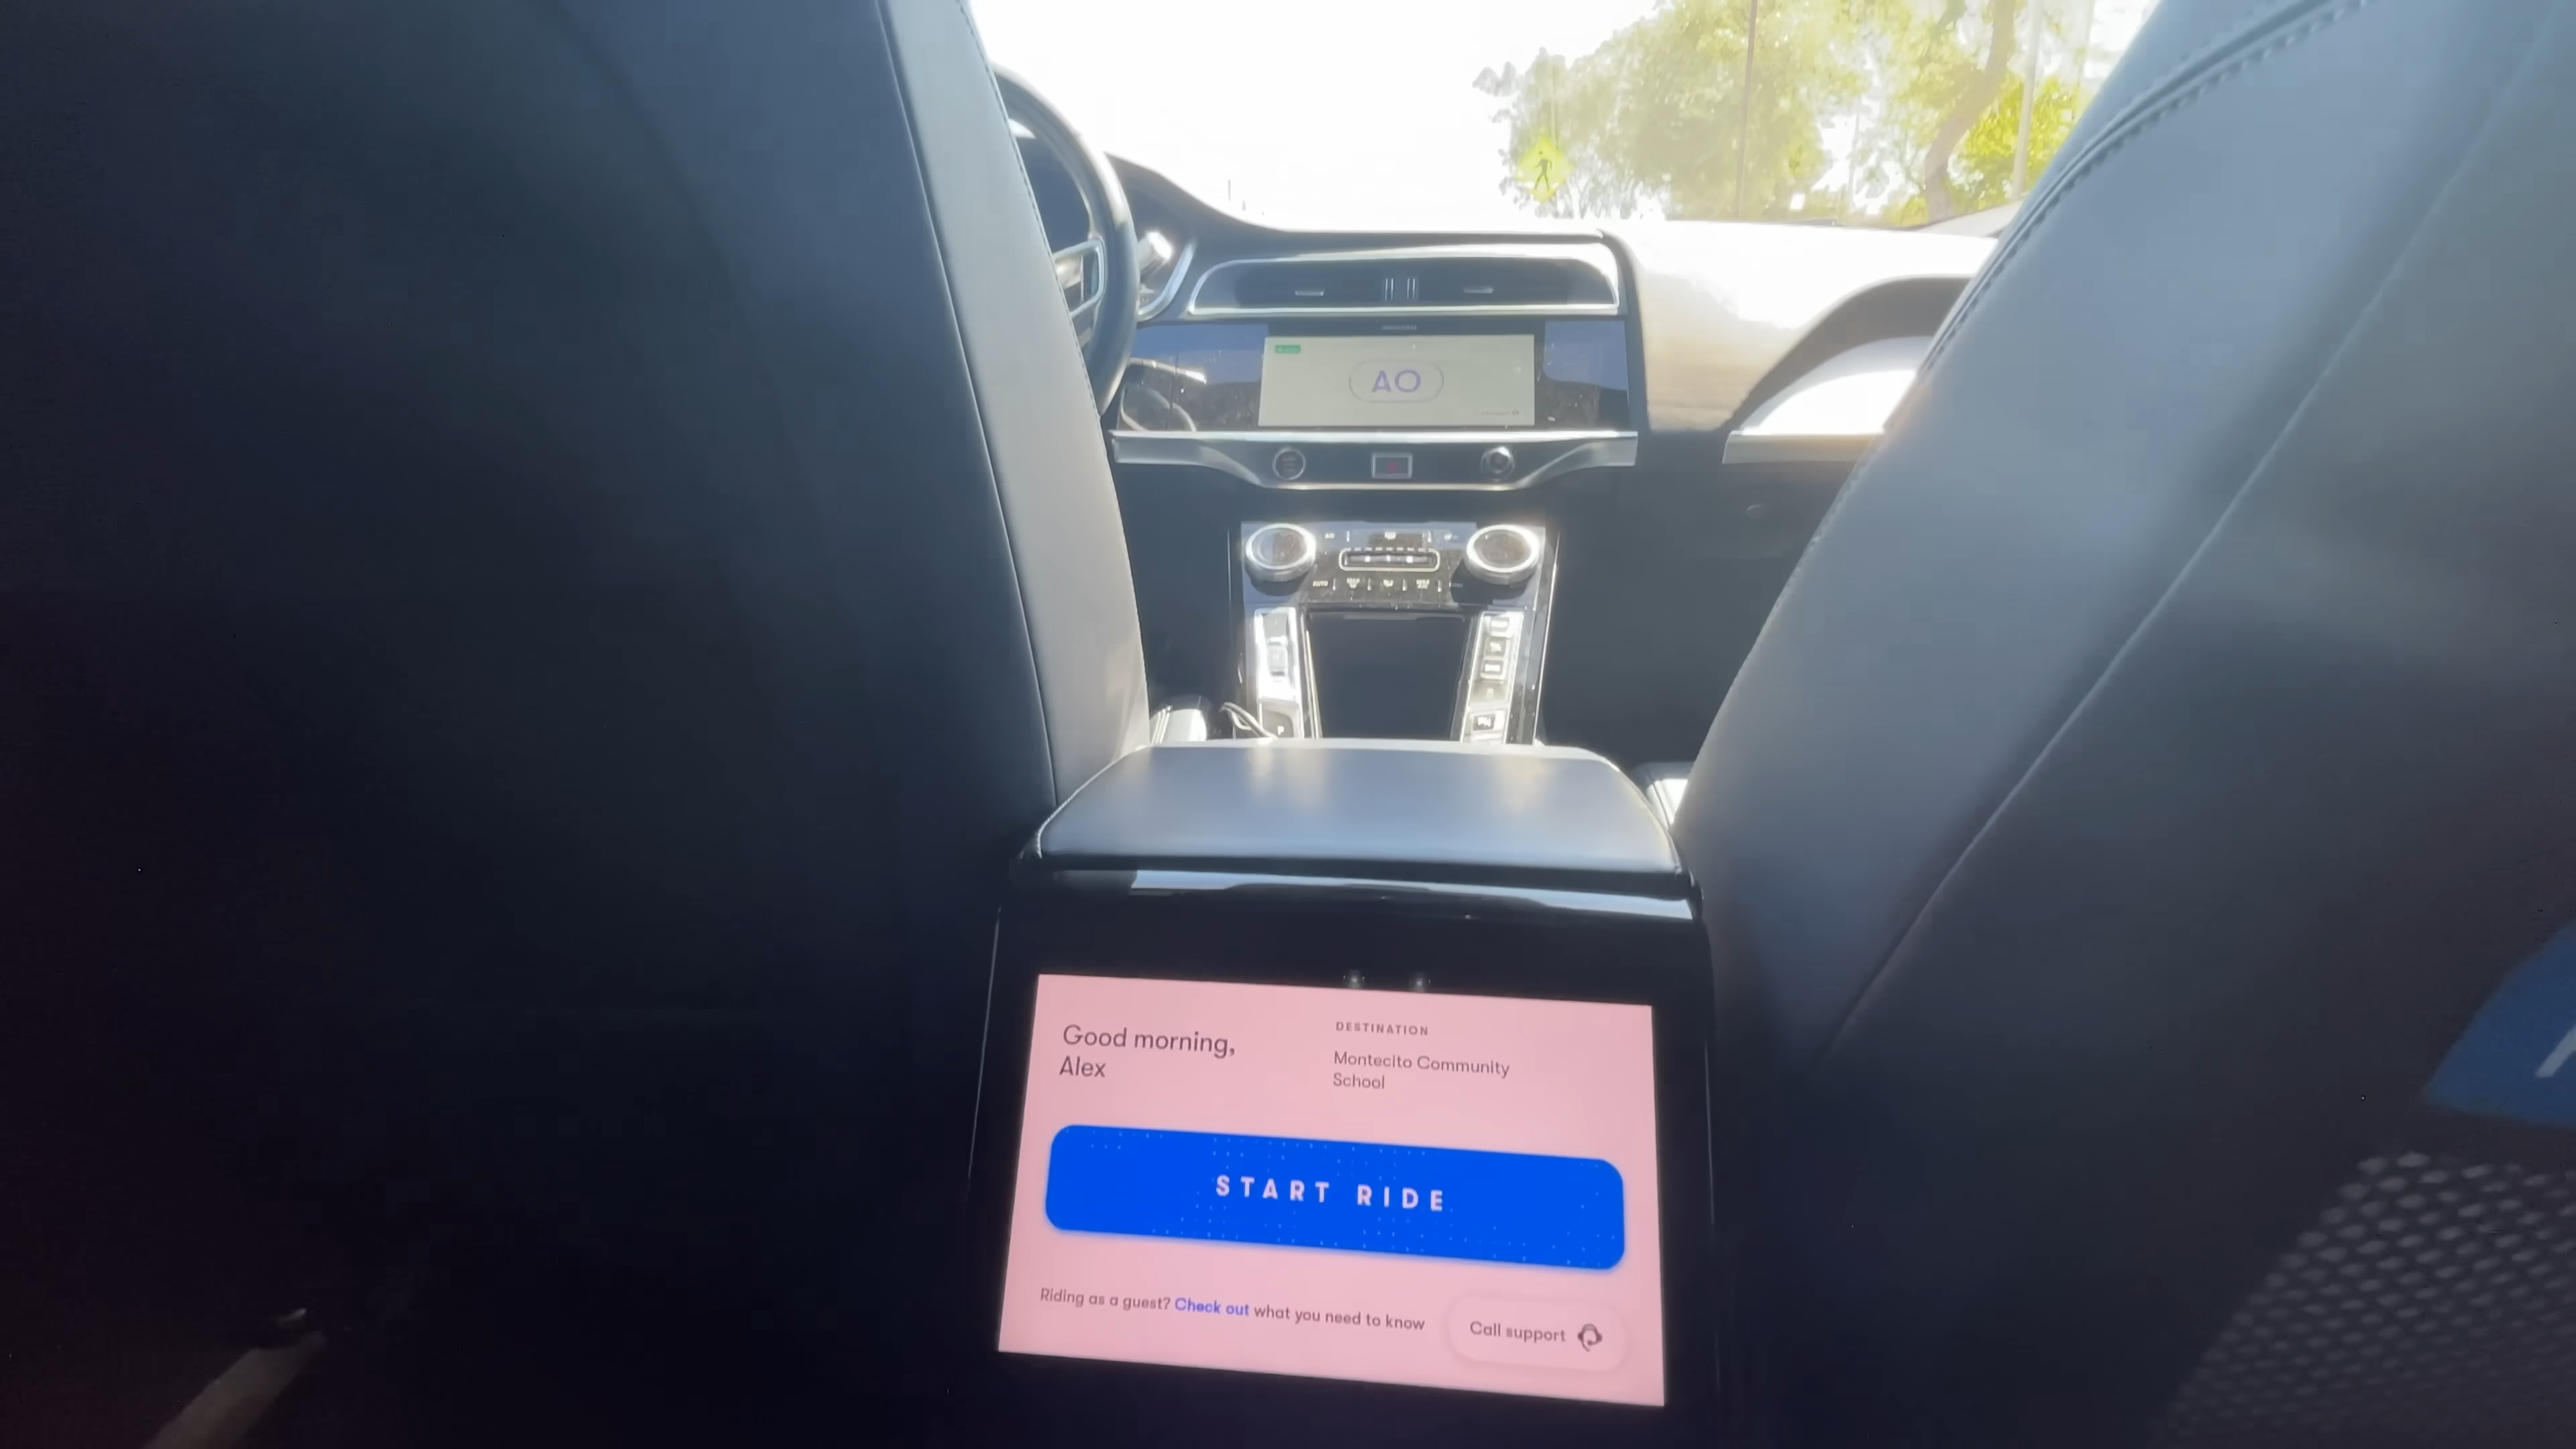 AO
AUTO
P
Good morning,
Alex
DESTINATION
Montecito Community
School
START RIDE
Riding as a guest? Check out what you need to know
Call support